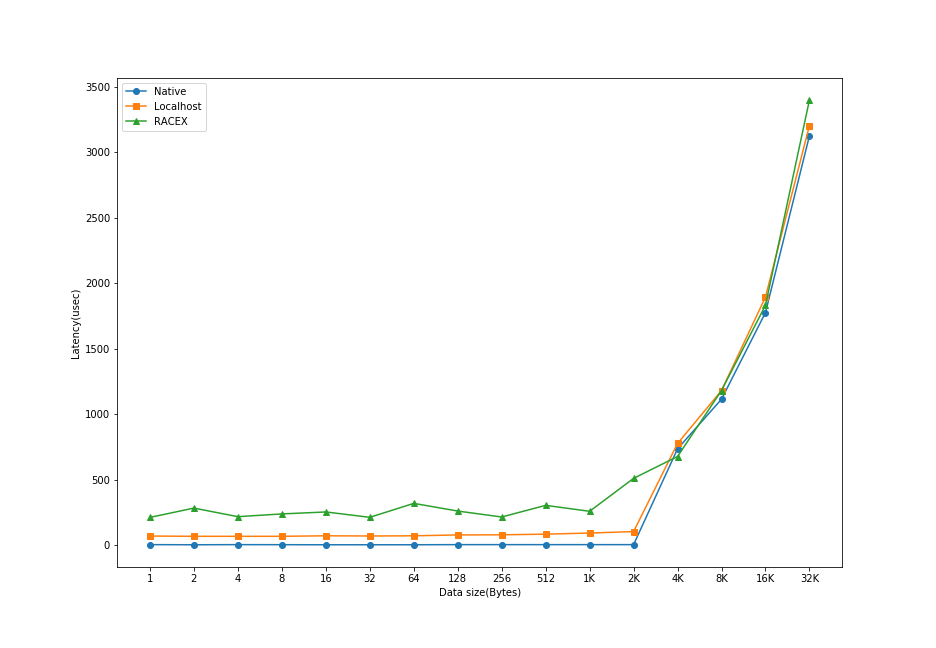 Native
Localhost
RACEX
3500
3000
2500
2000
1500
1000
500
0
Latency(usec)
1 2 4 8 16 32 64 128 256 512 1K 2K 4K 8K 16K 32K
Data size(Bytes)